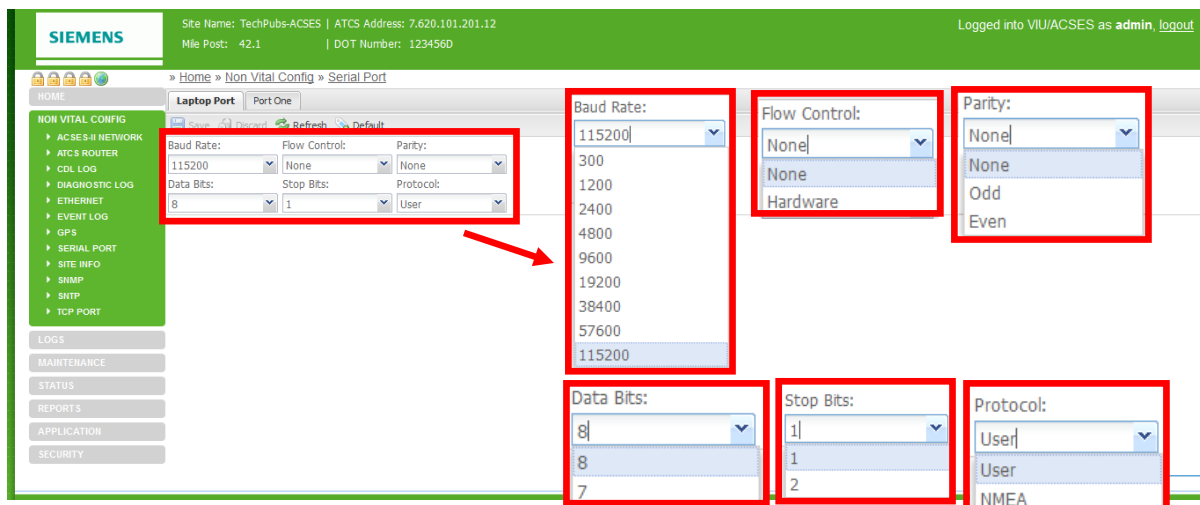 SIEMENS
Site Name: TechPubs-ACSES | ATCS Address: 7.620.101.201.12
Mile Post: 42.1 | DOT Number: 123456D
Logged into VIU/ACSES as admin, logout
» Home » Non Vital Config » Serial Port
HOME
NON VITAL CONFIG
ACSES-II NETWORK
ATCS ROUTER
CDL LOG
DIAGNOSTIC LOG
ETHERNET
EVENT LOG
GPS
SERIAL PORT
SITE INFO
SNMP
SNTP
TCP PORT
LOGS
MAINTENANCE
STATUS
REPORTS
APPLICATION
SECURITY
Laptop Port Port One
Save Discard Refresh Default
Baud Rate: Flow Control: Parity:
115200 None None
Data Bits: Stop Bits: Protocol:
8 1 User
Baud Rate:
115200
300
1200
2400
4800
9600
19200
38400
57600
115200
Flow Control:
None
None
Hardware
Parity:
None
None
Odd
Even
Data Bits:
8
8
7
Stop Bits:
1
1
2
Protocol:
User
User
NMEA